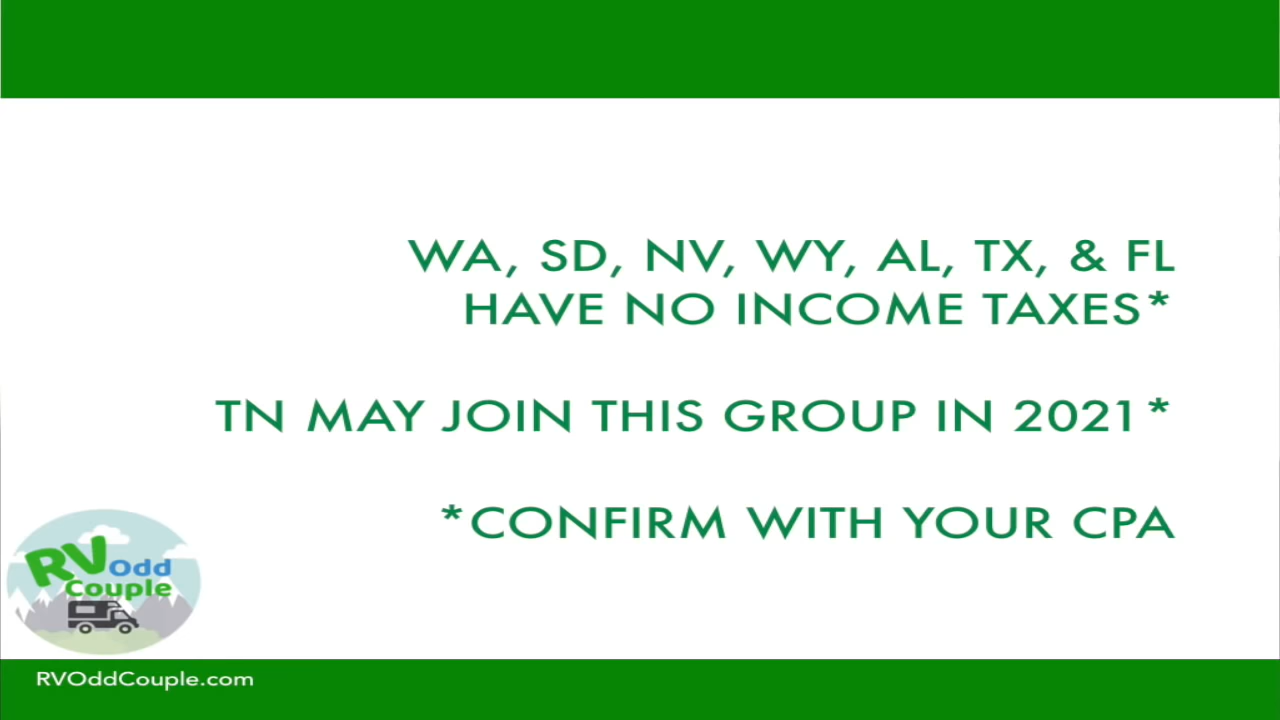 WA, SD, NV, WY, AL, TX, & FL
HAVE NO INCOME TAXES*
TN MAY JOIN THIS GROUP IN 2021*
*CONFIRM WITH YOUR CPA
RV Odd
Couple
RVOddCouple.com